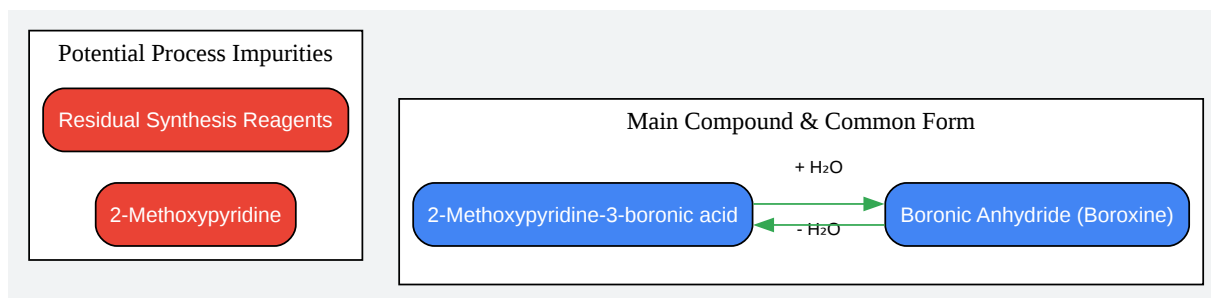 Potential Process Impurities
Residual Synthesis Reagents
2-Methoxypyridine
Main Compound & Common Form
+ H₂O
2-Methoxypyridine-3-boronic acid
Boronic Anhydride (Boroxine)
- H₂O